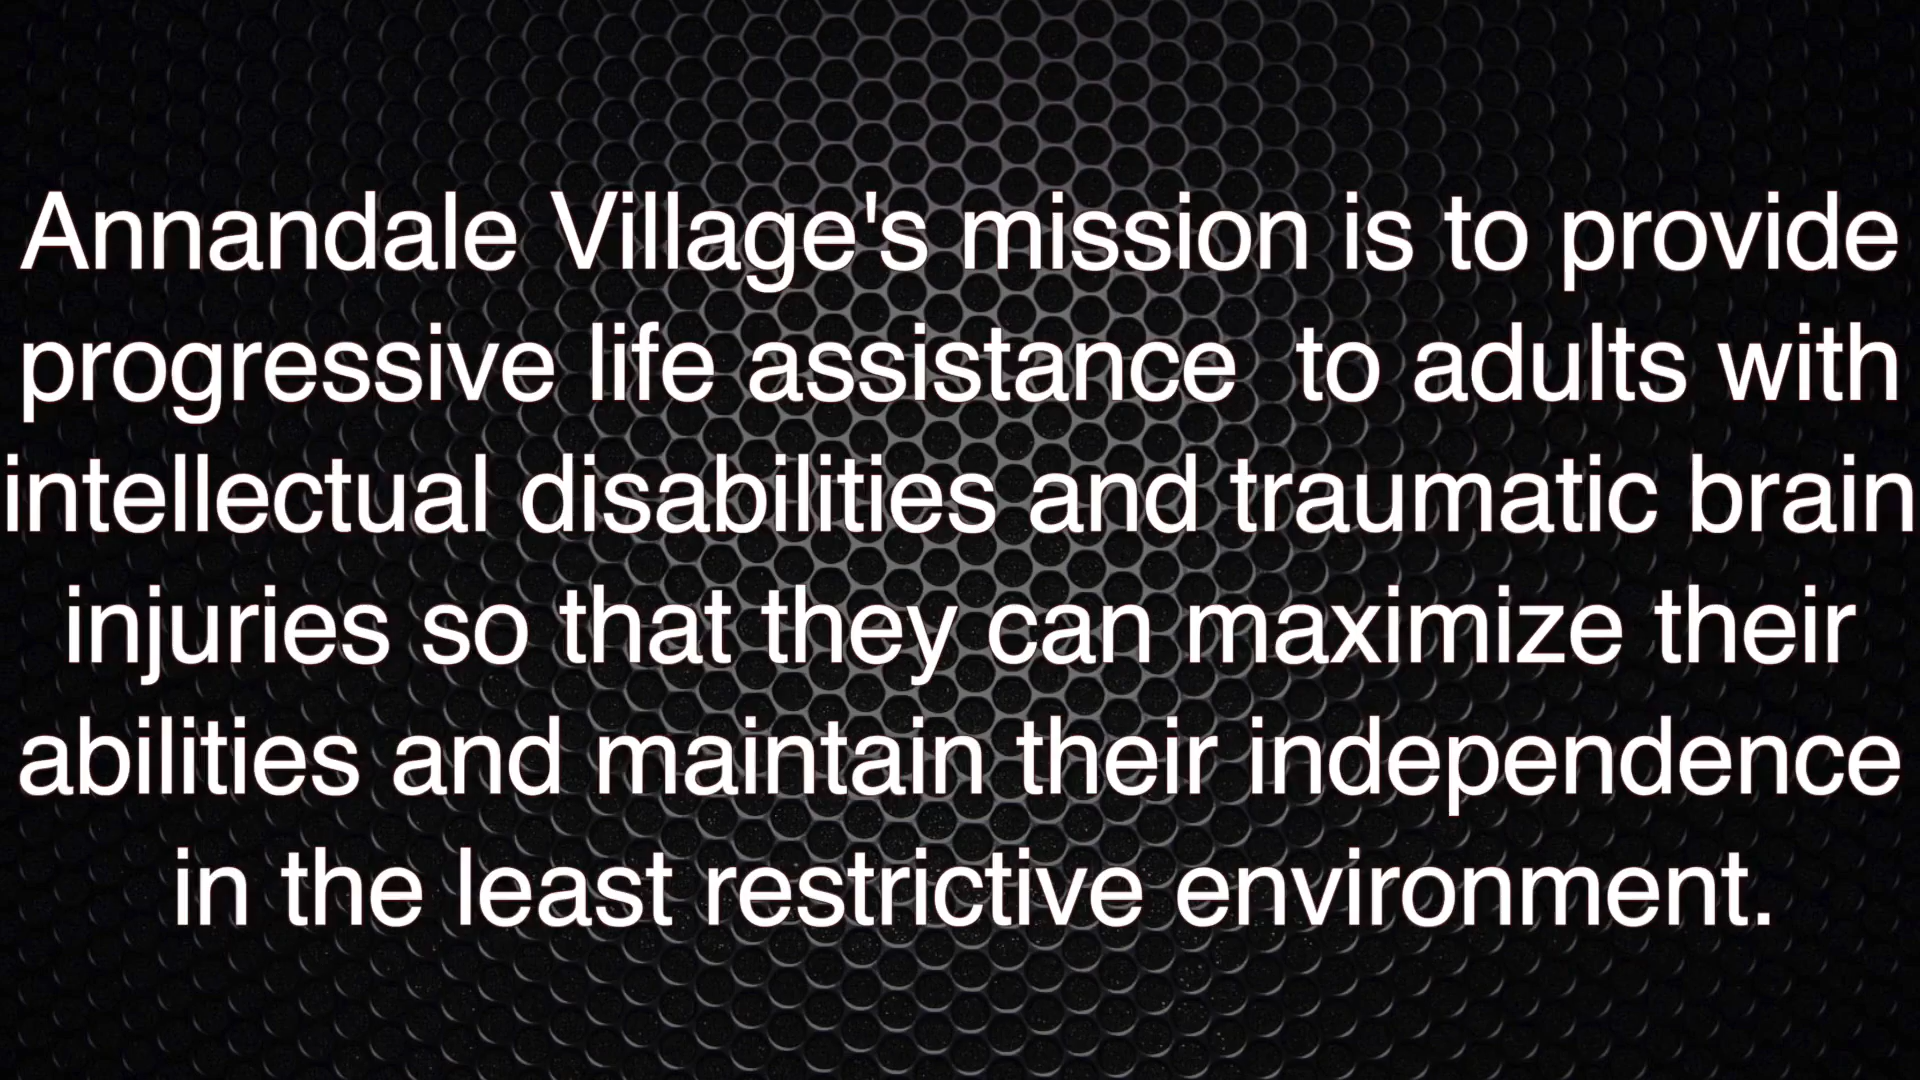 Annandale Village's mission is to provide
progressive life assistance  to adults with
intellectual disabilities and traumatic brain
injuries so that they can maximize their
abilities and maintain their independence
in the least restrictive environment.